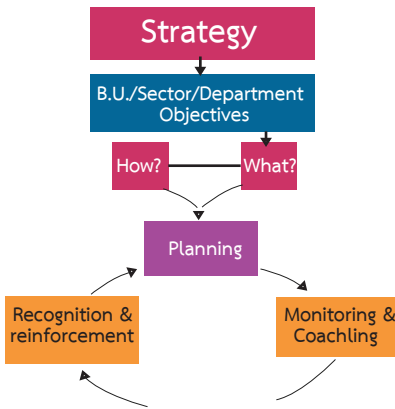 Strategy
B.U./Sector/Department
Objectives
How?
What?
Planning
Recognition &
reinforcement
Monitoring &
Coachling